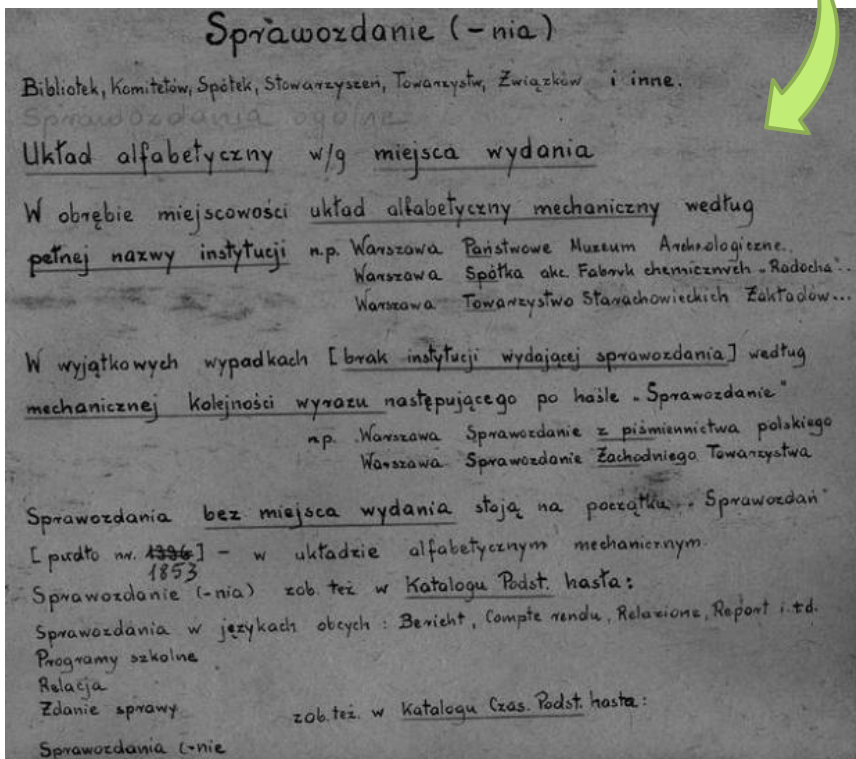 Sprawozdanie (-nia)
Bibliotek, Komitetów, Spółek, Stowarzyszeń, Towarzystw, Związków i inne.
Sprawozdania ogólne
Układ alfabetyczny w/g miejsca wydania
W obrębie miejscowości układ alfabetyczny mechaniczny według
pełnej nazwy instytucji n.p. Warszawa Państwowe Muzeum Archeologiczne..
Warszawa Spółka akc. Fabryk chemicznych „Radocha"..
Warszawa Towarzystwo Starachowieckich Zakładów...
W wyjątkowych wypadkach [brak instytucji wydającej sprawozdania] według
mechanicznej kolejności wyrazu następującego po haśle „Sprawozdanie"
np. Warszawa Sprawozdanie z piśmiennictwa polskiego
Warszawa Sprawozdanie Zachodniego Towarzystwa
Sprawozdania bez miejsca wydania stoją na początku „Sprawozdań"
[pudło nr. 1396] - w układzie alfabetycznym mechanicznym.
1853
Sprawozdanie (-nia) zob. też w Katalogu Podst. hasła:
Sprawozdania w językach obcych: Bericht, Compte rendu, Relazione, Report i.t.d.
Programy szkolne
Relacja
Zdanie sprawy
zob. też. w Katalogu Czas. Podst. hasła:
Sprawozdania (-nie